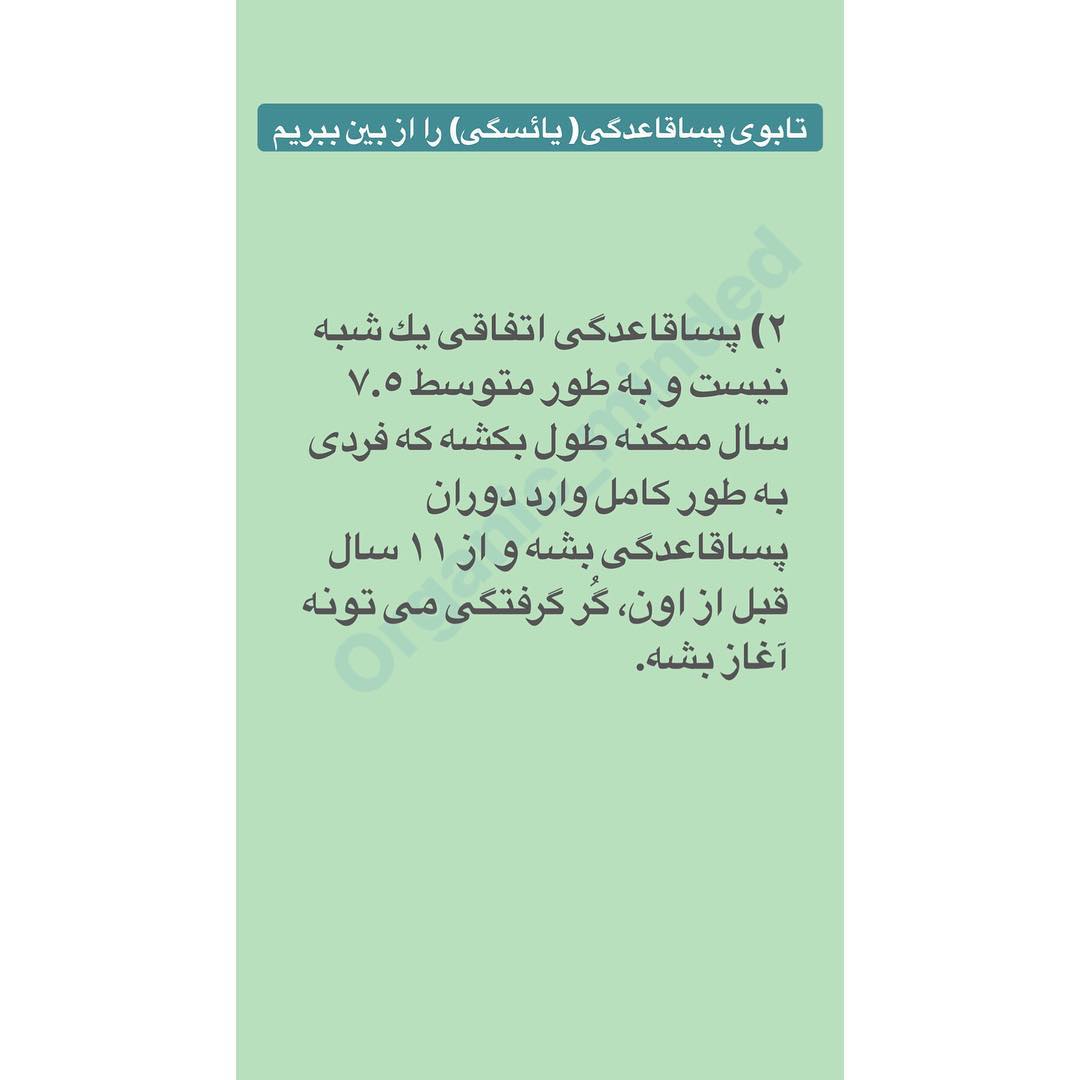 تابوی پساقاعدگی( یائسگی) را از بین ببریم
۲) پساقاعدگی اتفاقی یك شبه
نیست و به طور متوسط ۷.۵
سال ممکنه طول بکشه که فردی
به طور کامل وارد دوران
پساقاعدگی بشه و از ۱۱ سال
قبل از اون، گُر گرفتگی می تونه
آغاز بشه.
Organic_minded